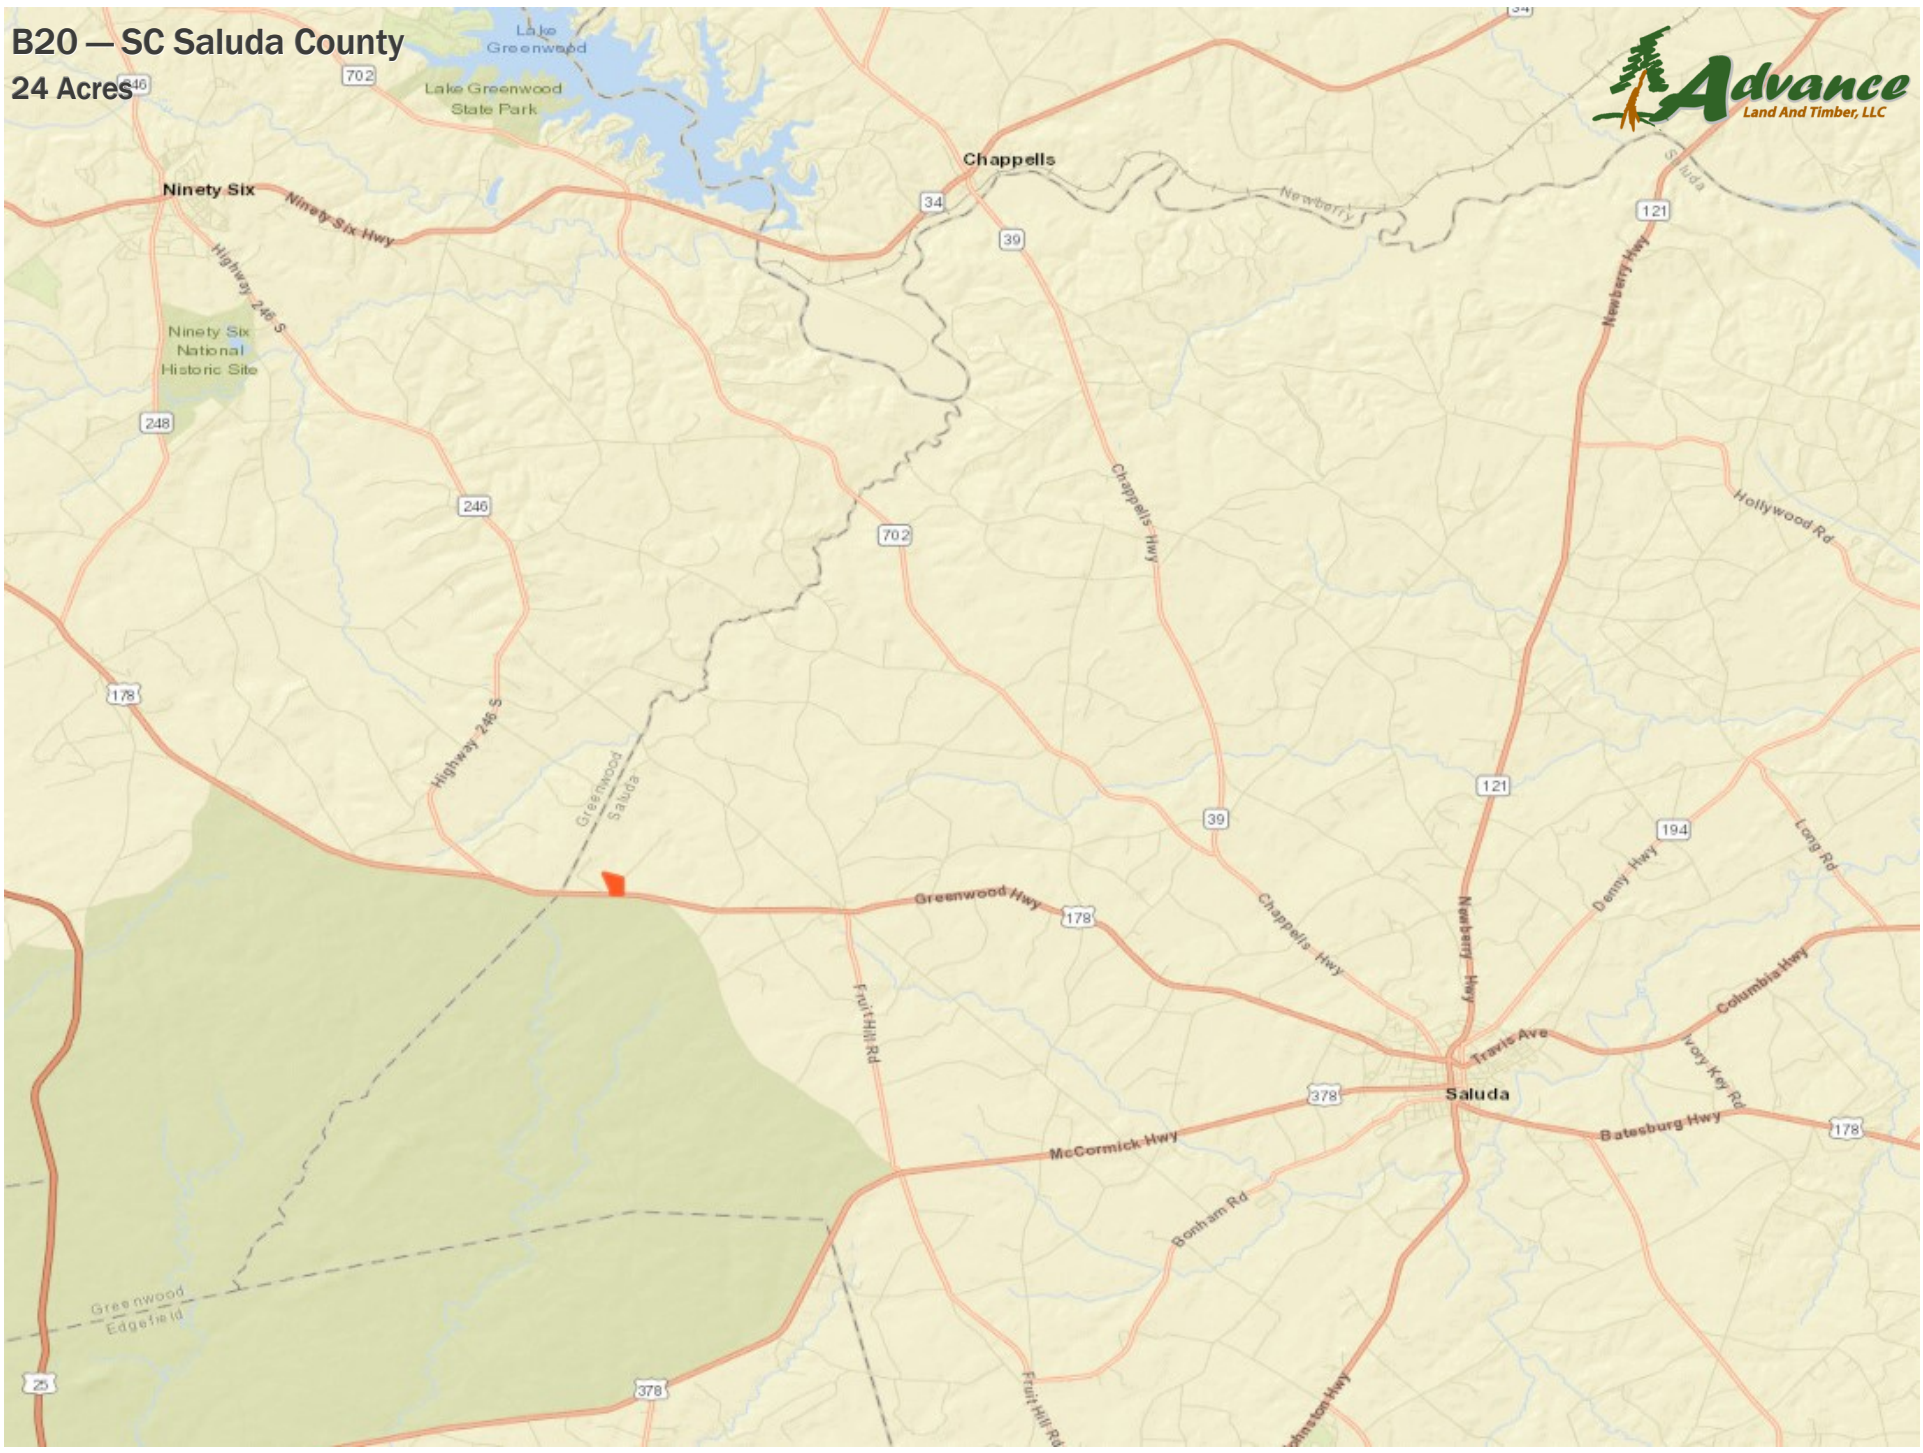 B20 — SC Saluda County
24 Acres
Advance
Land And Timber, LLC
34
Lake
Greenwood
246
702
Lake Greenwood
State Park
Chappells
Ninety Six
Ninety Six Hwy
34
39
Newberry
Saluda
121
Newberry Hwy
Highway 246 S
Ninety Six
National
Historic Site
248
246
702
Chappells Hwy
Hollywood Rd
178
Highway 246 S
Greenwood
Saluda
39
121
194
Denny Hwy
Long Rd
Greenwood Hwy
178
Chappells Hwy
Newberry Hwy
Columbia Hwy
Fruit Hill Rd
Travis Ave
Ivory Key Rd
378
Saluda
McCormick Hwy
Batesburg Hwy
178
Bonham Rd
Greenwood
Edgefield
25
378
Fruit Hill Rd